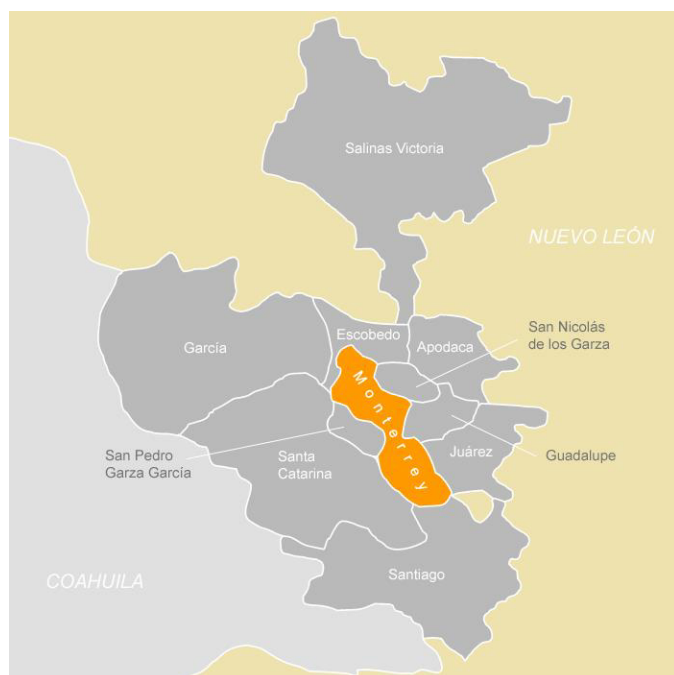 Salinas Victoria
NUEVO LEÓN
San Nicolás
de los Garza
Escobedo
García
Apodaca
Monterrey
San Pedro
Garza García
Santa
Catarina
Juárez
Guadalupe
Santiago
COAHUILA